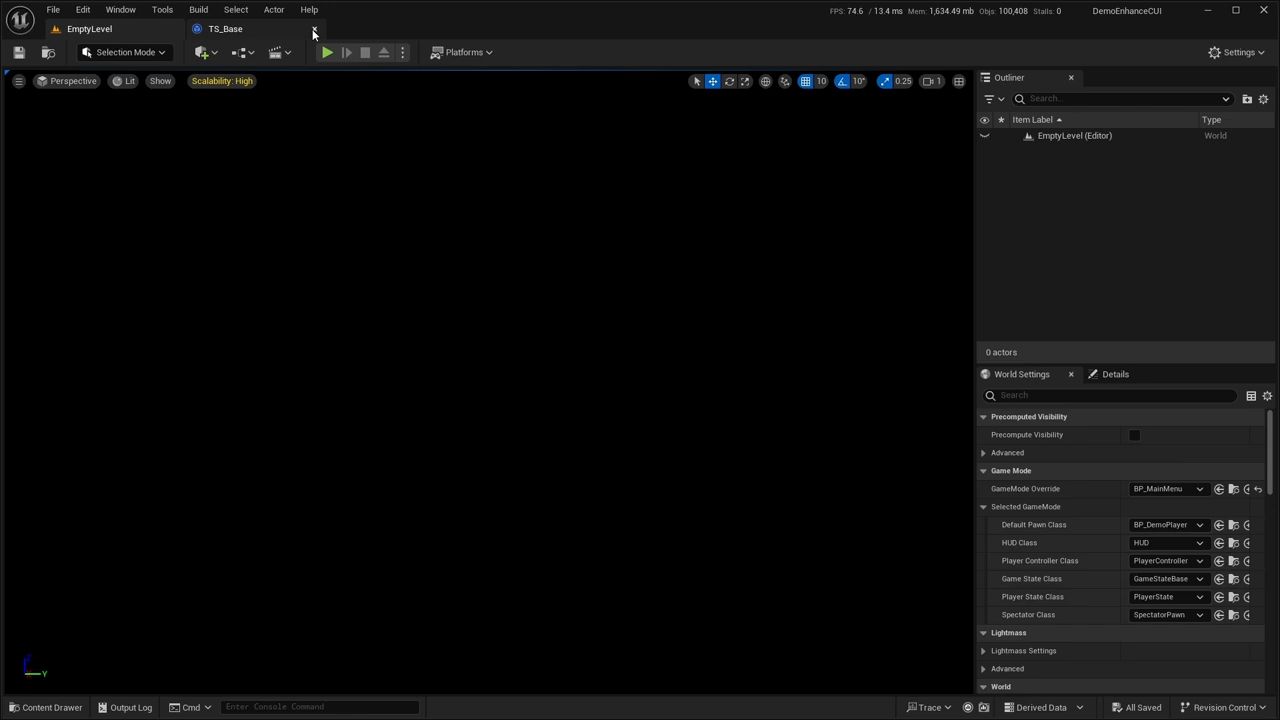 File Edit Window Tools Build Select Actor Help
FPS: 74.6 / 13.4 ms Mem: 1,634.49 mb Objs: 100,408 Stalls: 0 DemoEnhanceCUI
EmptyLevel TS_Base
Selection Mode Platforms Settings
Perspective Lit Show Scalability: High 10 10° 0.25 1
Outliner
Search...
Item Label Type
EmptyLevel (Editor) World
0 actors
World Settings Details
Search
Precomputed Visibility
Precompute Visibility
Advanced
Game Mode
GameMode Override BP_MainMenu
Selected GameMode
Default Pawn Class BP_DemoPlayer
HUD Class HUD
Player Controller Class PlayerController
Game State Class GameStateBase
Player State Class PlayerState
Spectator Class SpectatorPawn
Lightmass
Lightmass Settings
Advanced
World
Y
Content Drawer Output Log Cmd Enter Console Command Trace Derived Data All Saved Revision Control